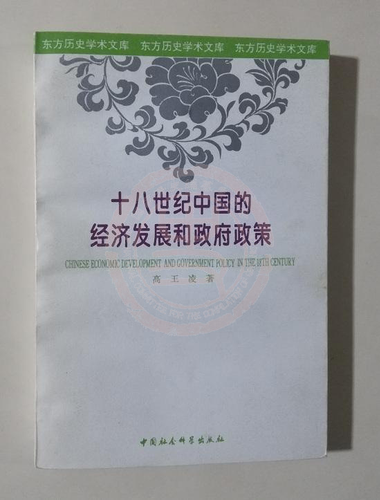 东方历史学术文库 东方历史学术文库 东方历史学术文库
十八世纪中国的
经济发展和政府政策
CHINESE ECONOMIC DEVELOPMENT AND GOVERNMENT POLICY IN THE 18TH CENTURY
高王凌 著
中国社会科学出版社